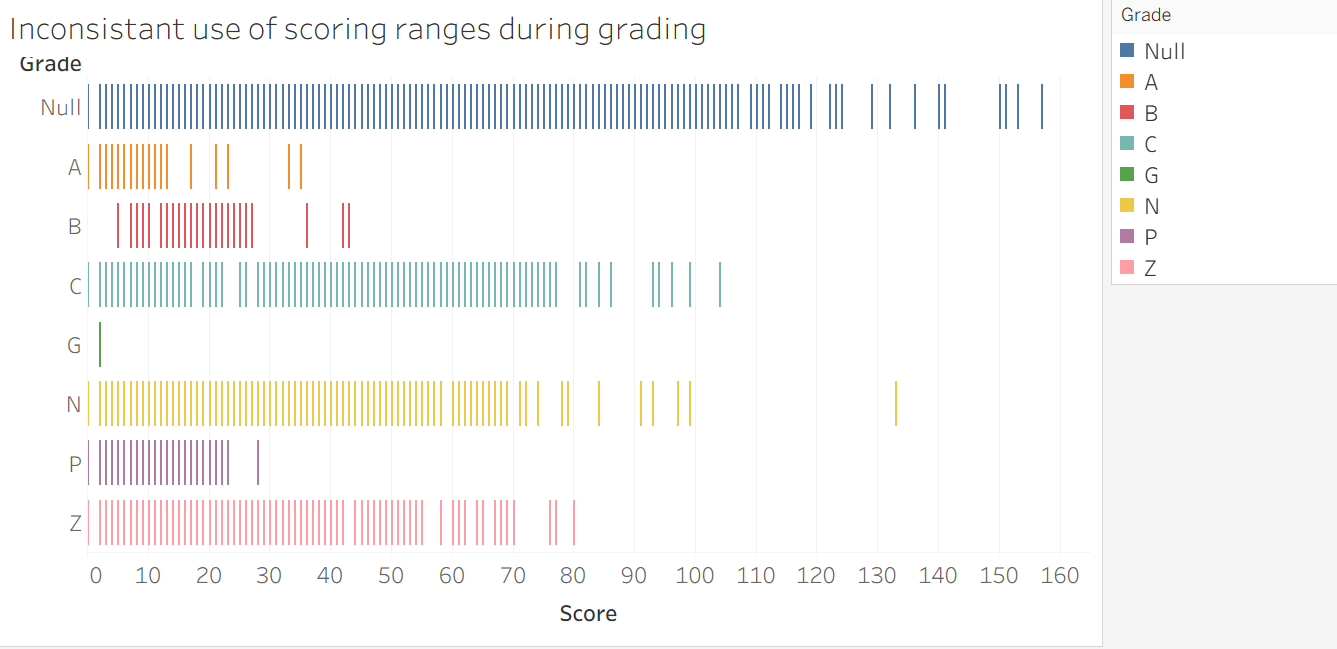 Inconsistant use of scoring ranges during grading
Grade
Null
A
B
C
G
N
P
Z
0 10 20 30 40 50 60 70 80 90 100 110 120 130 140 150 160
Score
Grade
Null
A
B
C
G
N
P
Z